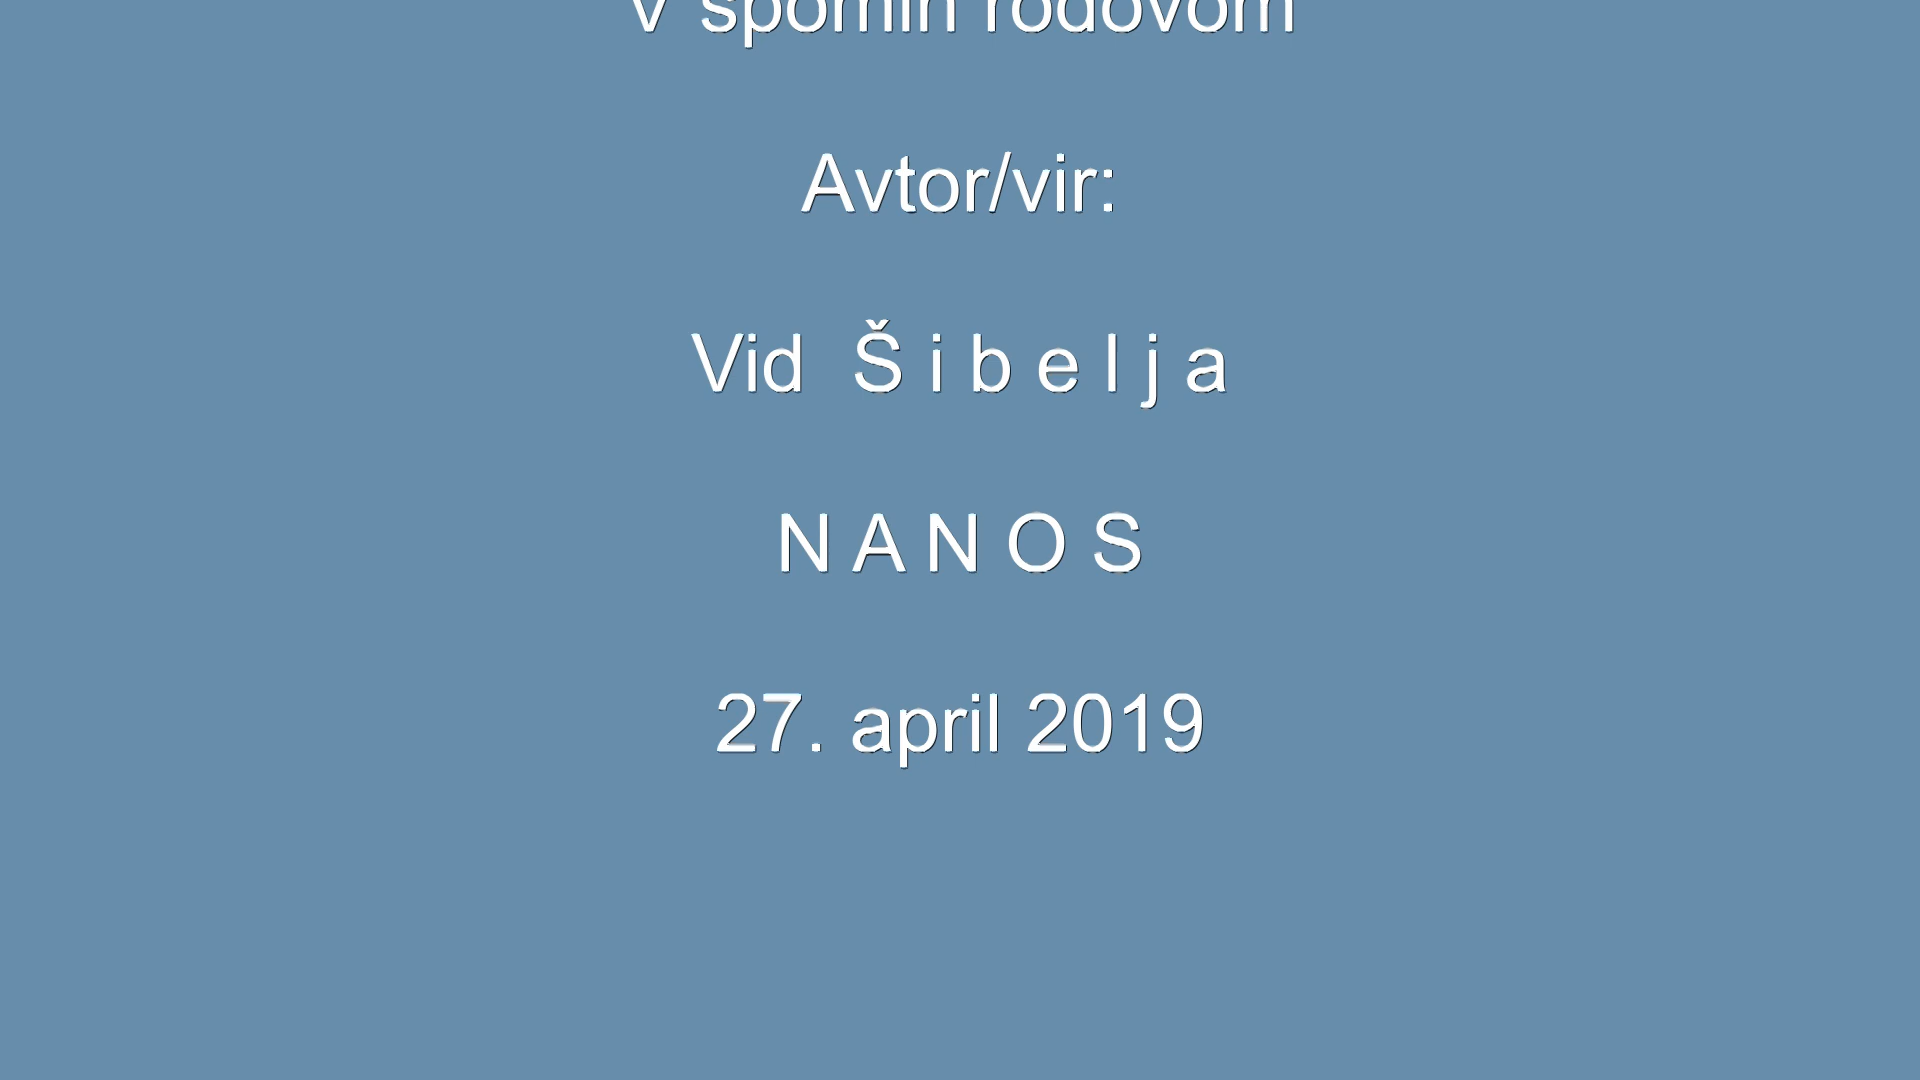 V spomin rodovom
Avtor/vir:
Vid Š i b e l j a
N A N O S
27. april 2019